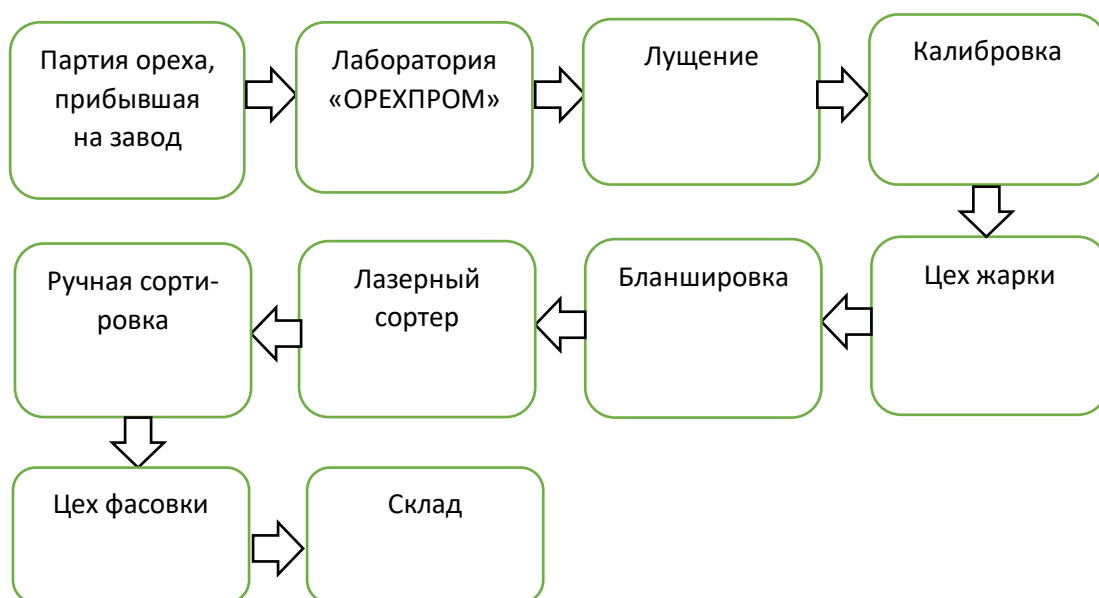 Партия ореха,
прибывшая
на завод
Лаборатория
«ОРЕХПРОМ»
Лущение
Калибровка
Цех жарки
Бланшировка
Лазерный
сортер
Ручная сорти-
ровка
Цех фасовки
Склад